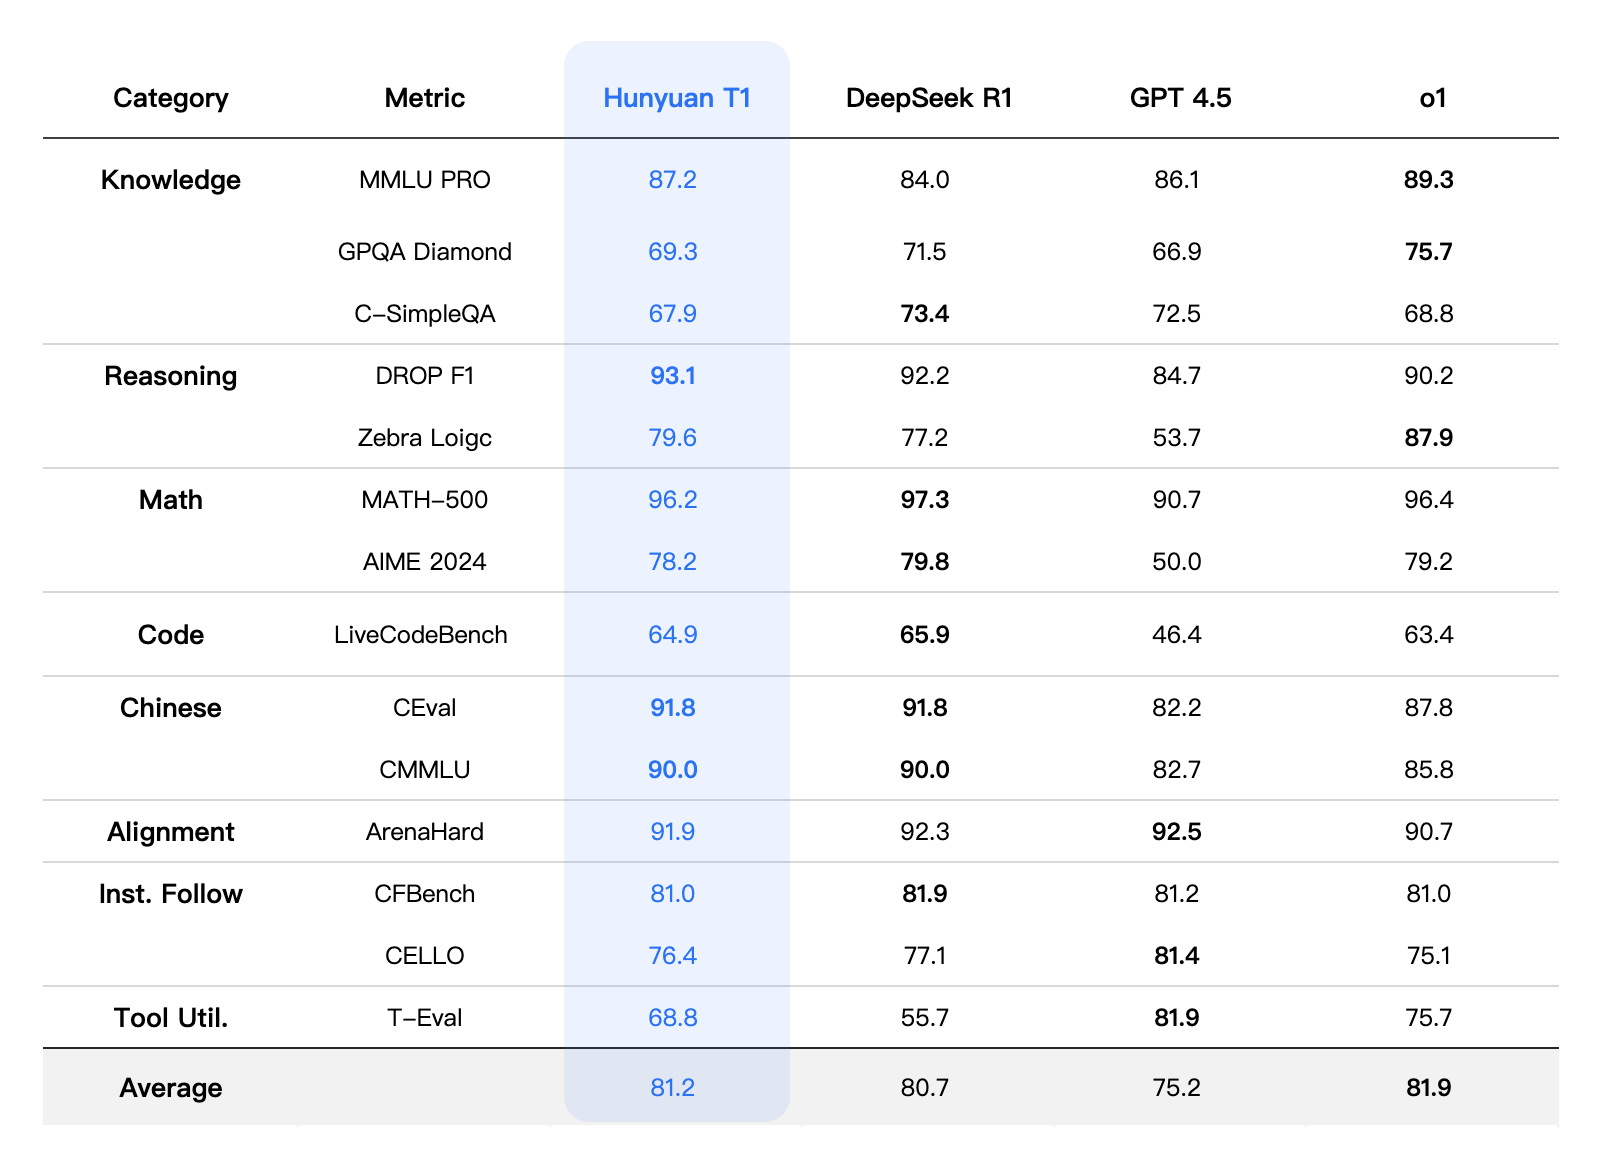 Category Metric Hunyuan T1 DeepSeek R1 GPT 4.5 o1
Knowledge MMLU PRO 87.2 84.0 86.1 89.3
GPQA Diamond 69.3 71.5 66.9 75.7
C–SimpleQA 67.9 73.4 72.5 68.8
Reasoning DROP F1 93.1 92.2 84.7 90.2
Zebra Loigc 79.6 77.2 53.7 87.9
Math MATH–500 96.2 97.3 90.7 96.4
AIME 2024 78.2 79.8 50.0 79.2
Code LiveCodeBench 64.9 65.9 46.4 63.4
Chinese CEval 91.8 91.8 82.2 87.8
CMMLU 90.0 90.0 82.7 85.8
Alignment ArenaHard 91.9 92.3 92.5 90.7
Inst. Follow CFBench 81.0 81.9 81.2 81.0
CELLO 76.4 77.1 81.4 75.1
Tool Util. T–Eval 68.8 55.7 81.9 75.7
Average 81.2 80.7 75.2 81.9